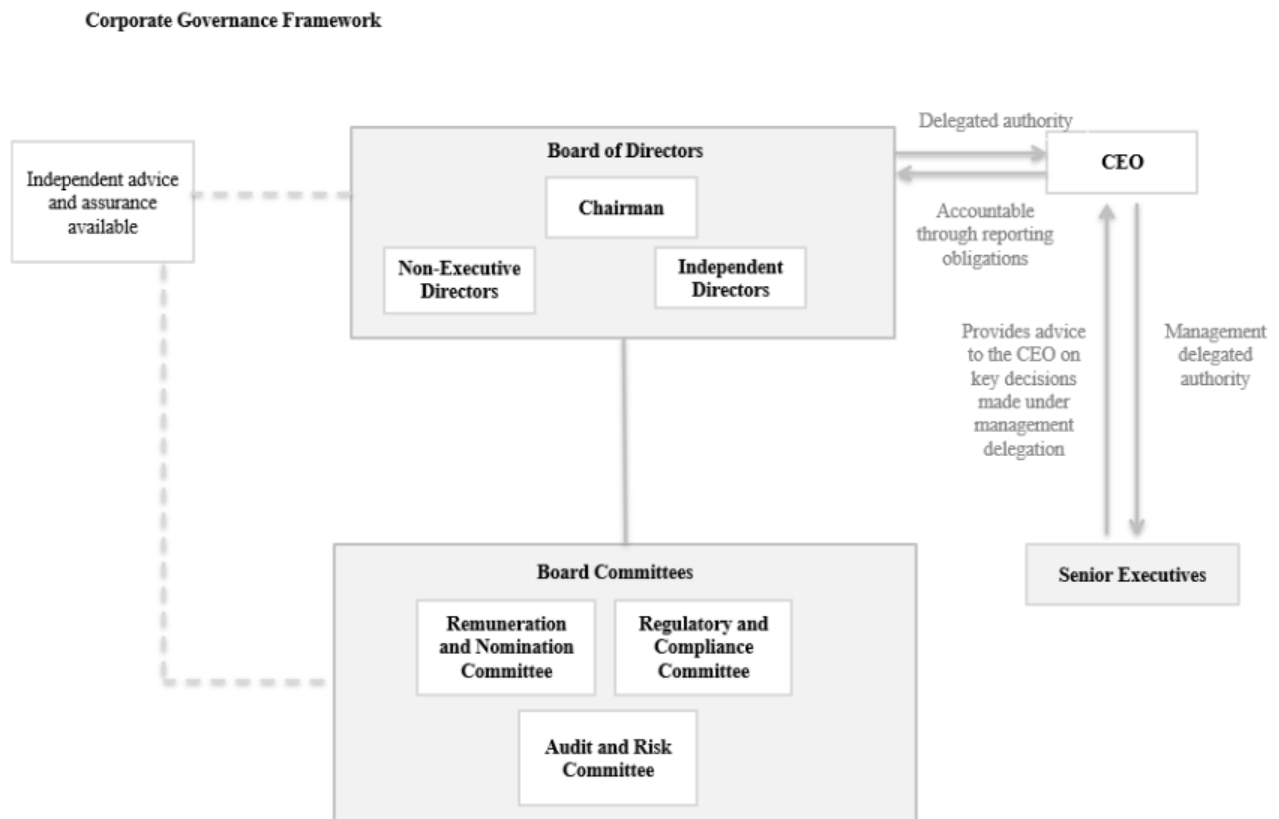 Corporate Governance Framework
Independent advice
and assurance
available
Board of Directors
Chairman
Non-Executive
Directors
Independent
Directors
Delegated authority
CEO
Accountable
through reporting
obligations
Provides advice
to the CEO on
key decisions
made under
management
delegation
Management
delegated
authority
Senior Executives
Board Committees
Remuneration
and Nomination
Committee
Regulatory and
Compliance
Committee
Audit and Risk
Committee